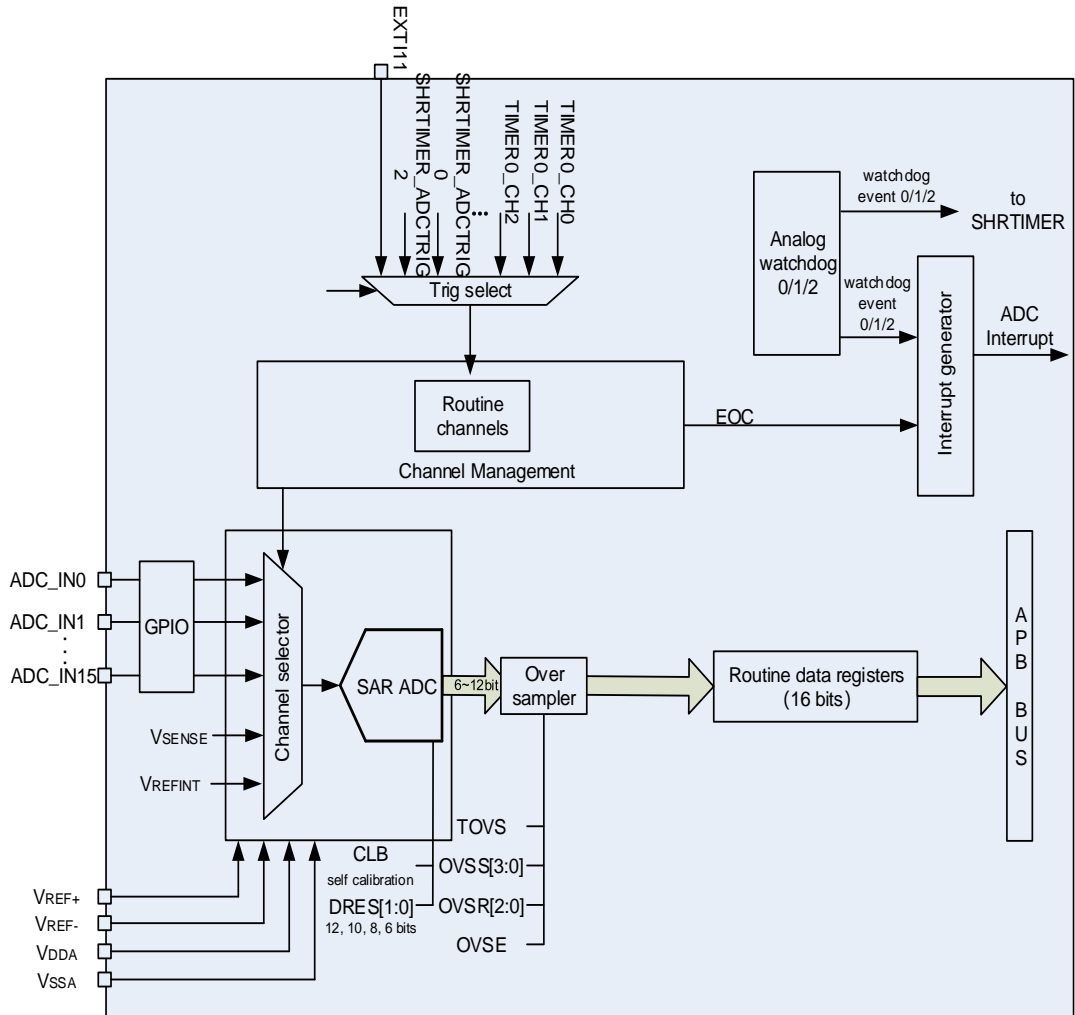 EXTI11
SHRTIMER_ADCTRIG
2
SHRTIMER_ADCTRIG
0
...
TIMER0_CH2
TIMER0_CH1
TIMER0_CH0
Trig select
Analog
watchdog
0/1/2
watchdog
event 0/1/2
to
SHRTIMER
watchdog
event
0/1/2
Interrupt generator
ADC
Interrupt
Routine
channels
Channel Management
EOC
ADC_IN0
ADC_IN1
ADC_IN15
GPIO
VSENSE
VREFINT
Channel selector
SAR ADC
6~12bit
Over
sampler
Routine data registers
(16 bits)
APB BUS
CLB
self calibration
DRES[1:0]
12, 10, 8, 6 bits
TOVS
OVSS[3:0]
OVSR[2:0]
OVSE
VREF+
VREF-
VDDA
VSSA